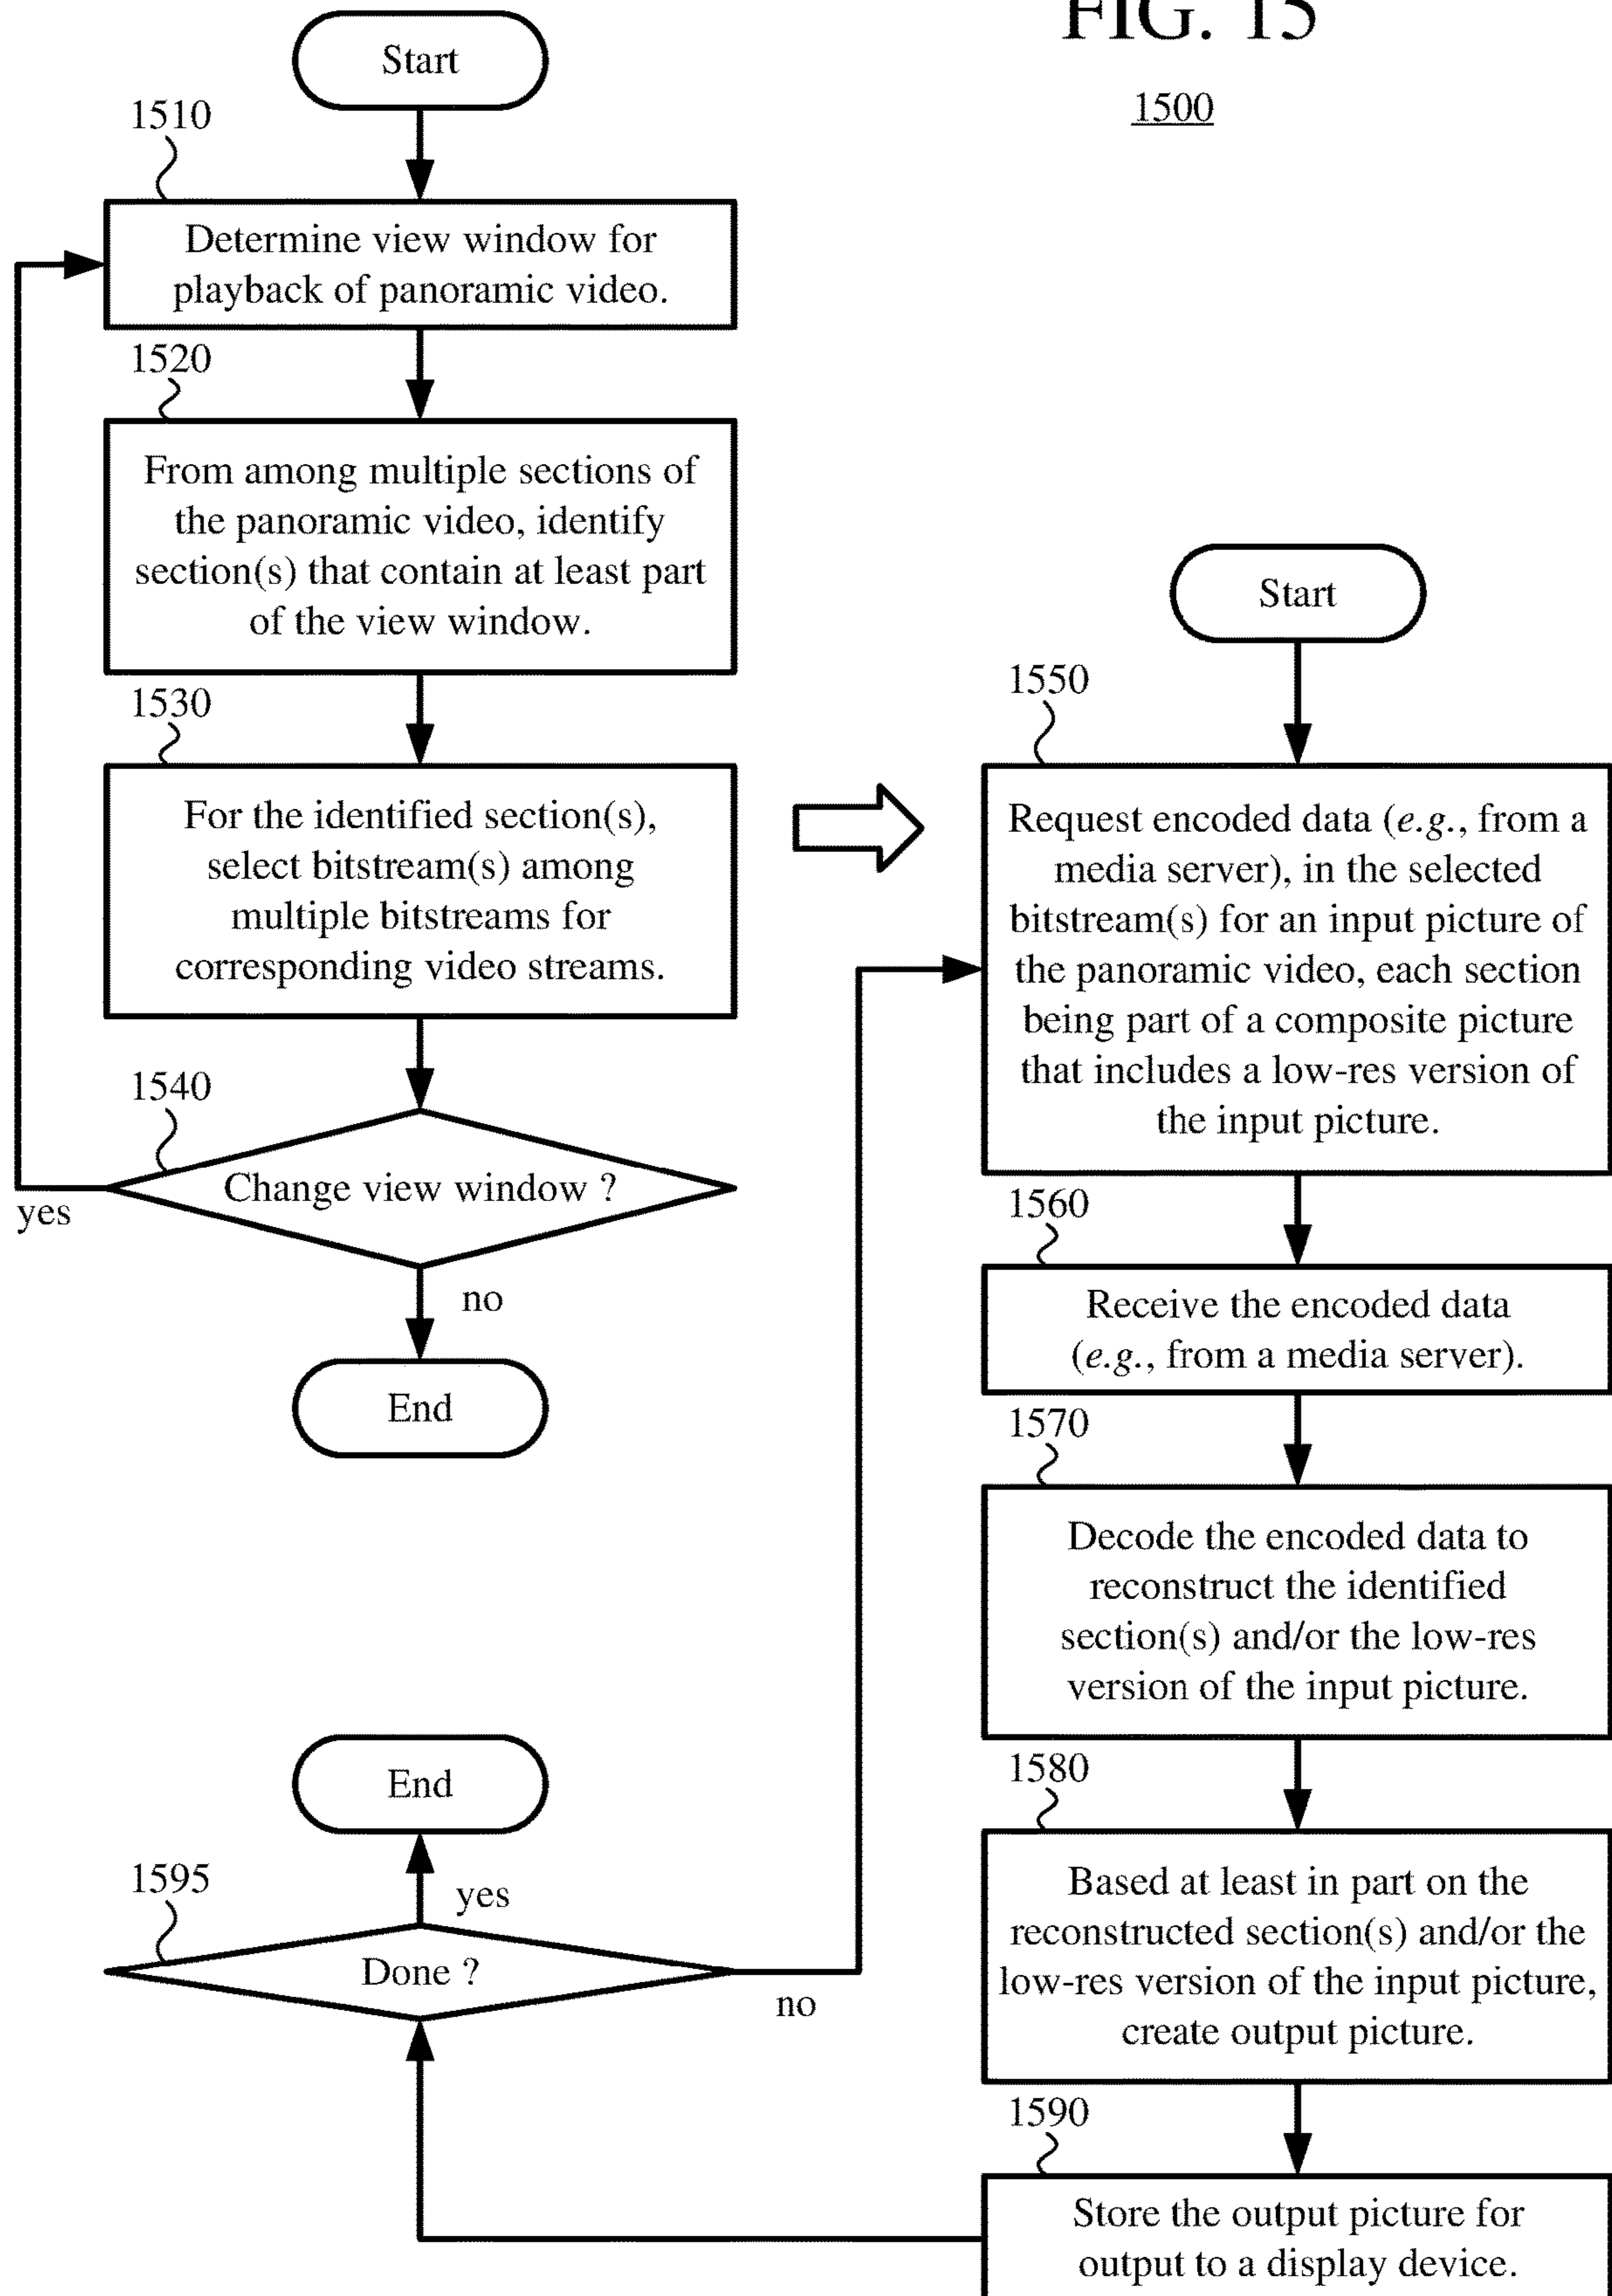 FIG. 15
1500
Start
1510
Determine view window for
playback of panoramic video.
1520
From among multiple sections of
the panoramic video, identify
section(s) that contain at least part
of the view window.
1530
For the identified section(s),
select bitstream(s) among
multiple bitstreams for
corresponding video streams.
1540
Change view window ?
yes
no
End
Start
1550
Request encoded data (e.g., from a
media server), in the selected
bitstream(s) for an input picture of
the panoramic video, each section
being part of a composite picture
that includes a low-res version of
the input picture.
1560
Receive the encoded data
(e.g., from a media server).
1570
Decode the encoded data to
reconstruct the identified
section(s) and/or the low-res
version of the input picture.
1580
Based at least in part on the
reconstructed section(s) and/or the
low-res version of the input picture,
create output picture.
1590
Store the output picture for
output to a display device.
1595
Done ?
yes
no
End